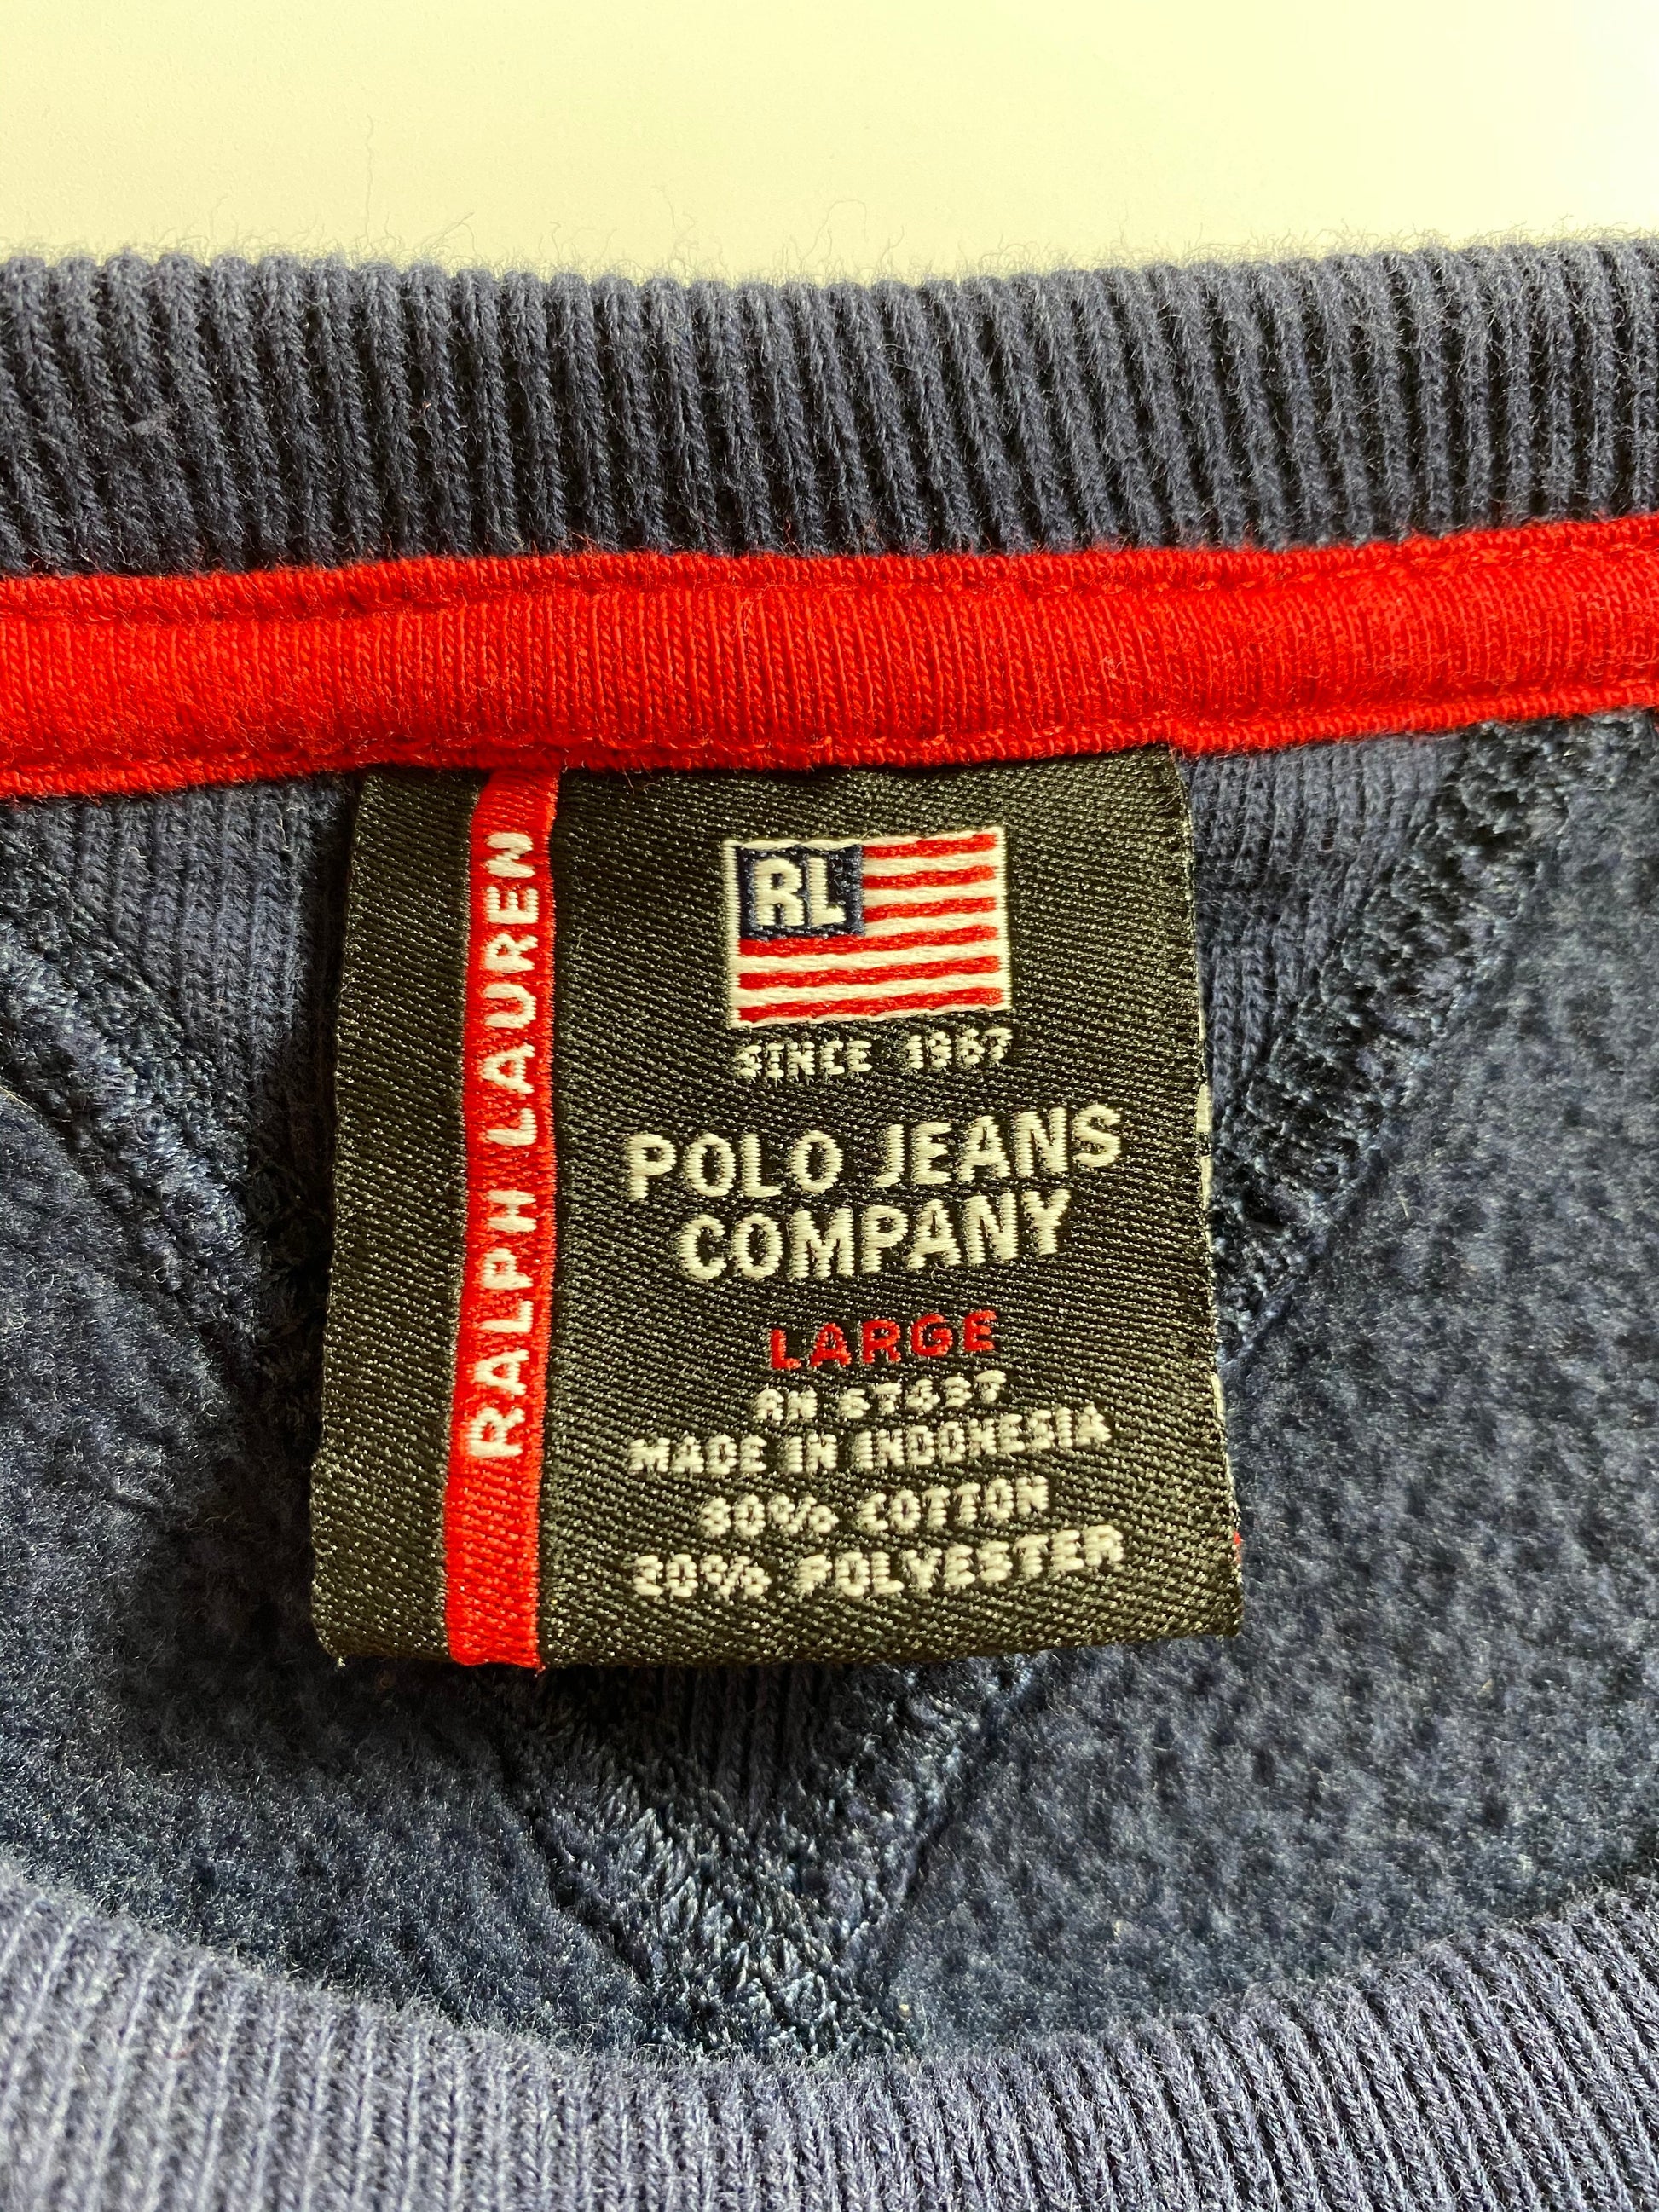 RALPH LAUREN
RL
SINCE 1967
POLO JEANS
COMPANY
LARGE
MADE IN INDONESIA
80% COTTON
20% POLYESTER